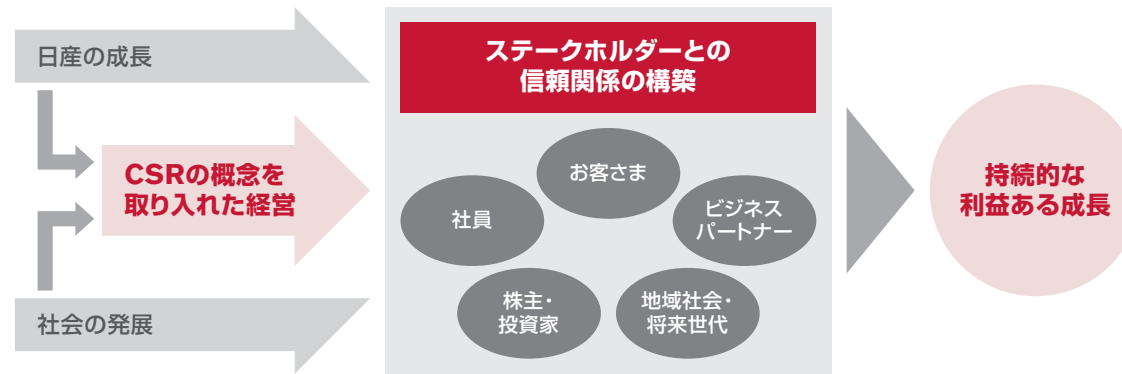 日産の成長
CSRの概念を
取り入れた経営
社会の発展
ステークホルダーとの
信頼関係の構築
お客さま
社員
ビジネス
パートナー
株主・
投資家
地域社会・
将来世代
持続的な
利益ある成長